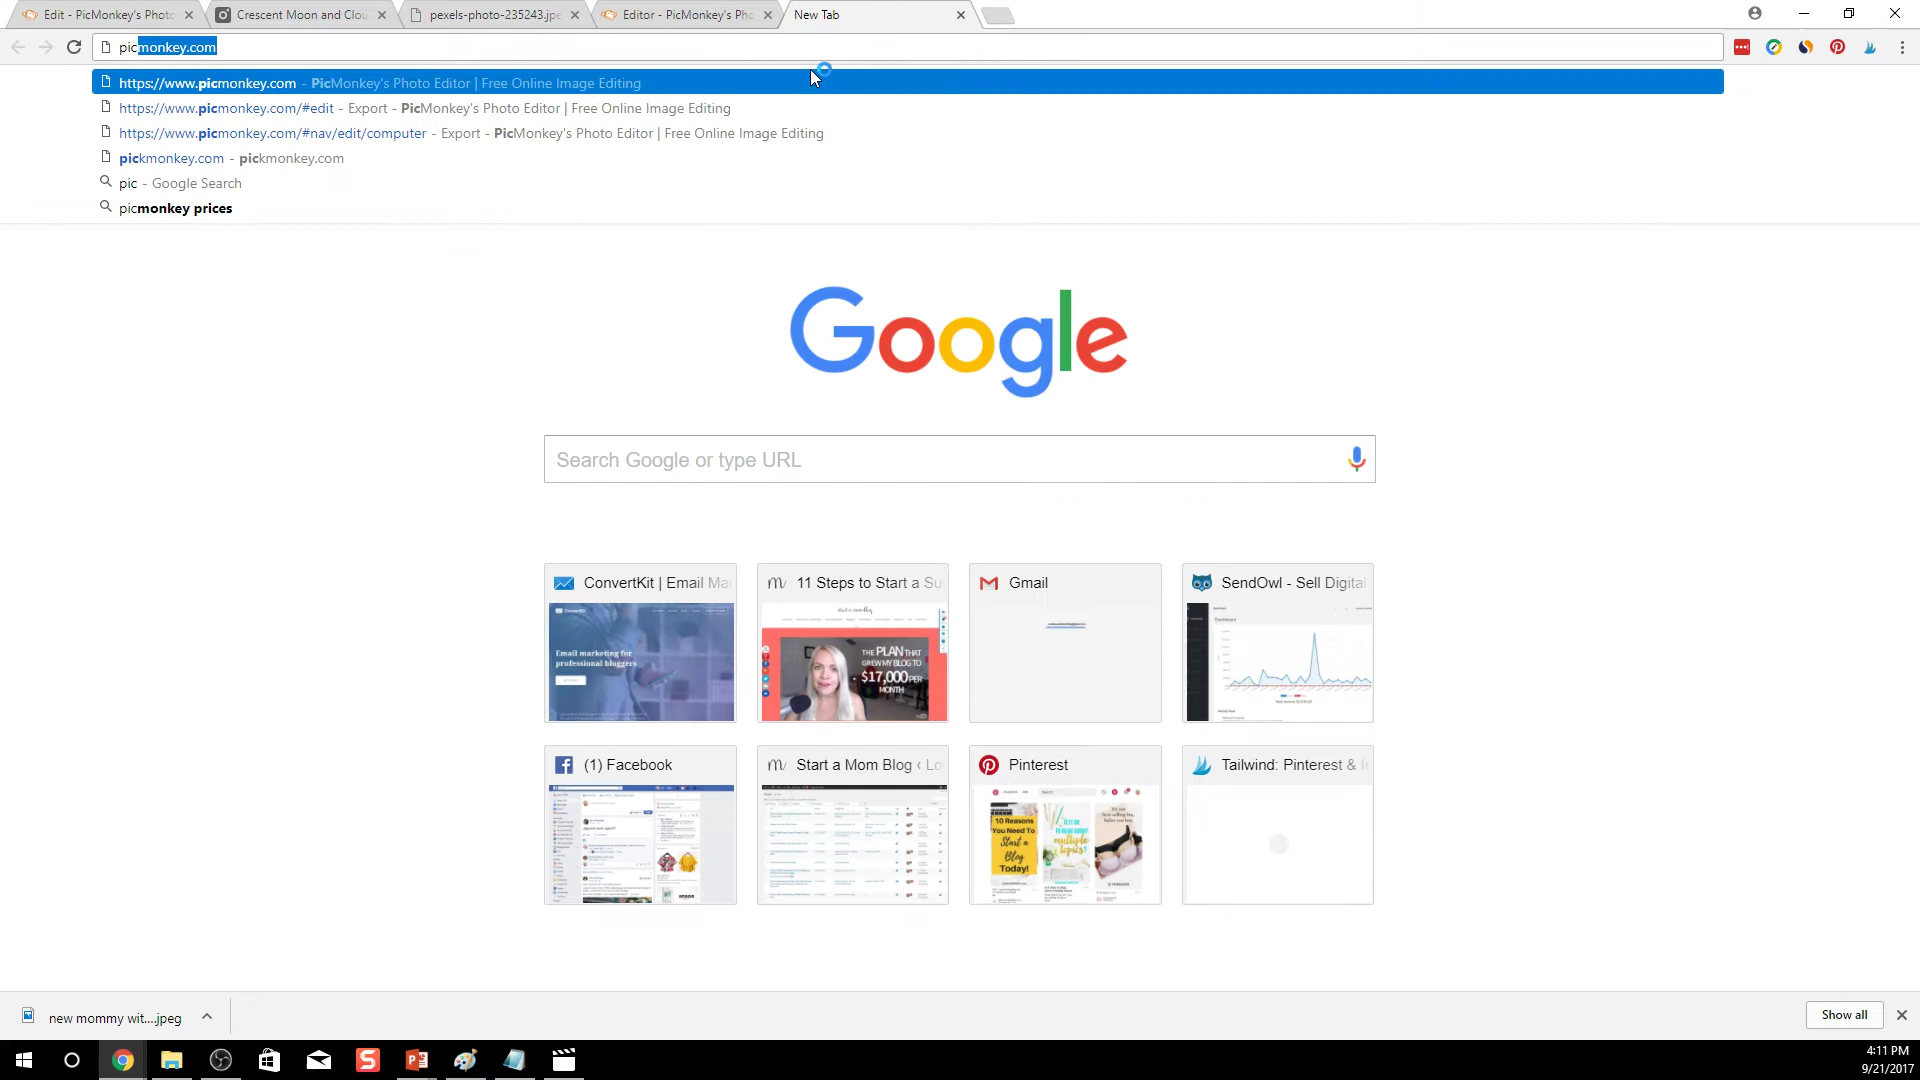 Edit - PicMonkey's Photo
Crescent Moon and Clou
pexels-photo-235243.jpe
Editor - PicMonkey's Pho
New Tab
picmonkey.com
https://www.picmonkey.com - PicMonkey's Photo Editor | Free Online Image Editing
https://www.picmonkey.com/#edit - Export - PicMonkey's Photo Editor | Free Online Image Editing
https://www.picmonkey.com/#nav/edit/computer - Export - PicMonkey's Photo Editor | Free Online Image Editing
pickmonkey.com - pickmonkey.com
pic - Google Search
picmonkey prices
Google
Search Google or type URL
ConvertKit | Email Ma
11 Steps to Start a Su
Gmail
SendOwl - Sell Digital
Email marketing for
professional bloggers
THE PLAN THAT
GREW MY BLOG TO
$17,000 PER
MONTH
(1) Facebook
Start a Mom Blog ‹ Lo
Pinterest
Tailwind: Pinterest & I
10 Reasons
You Need To
Start a
Blog
Today!
multiple
topics?
new mommy wit....jpeg
Show all
4:11 PM
9/21/2017